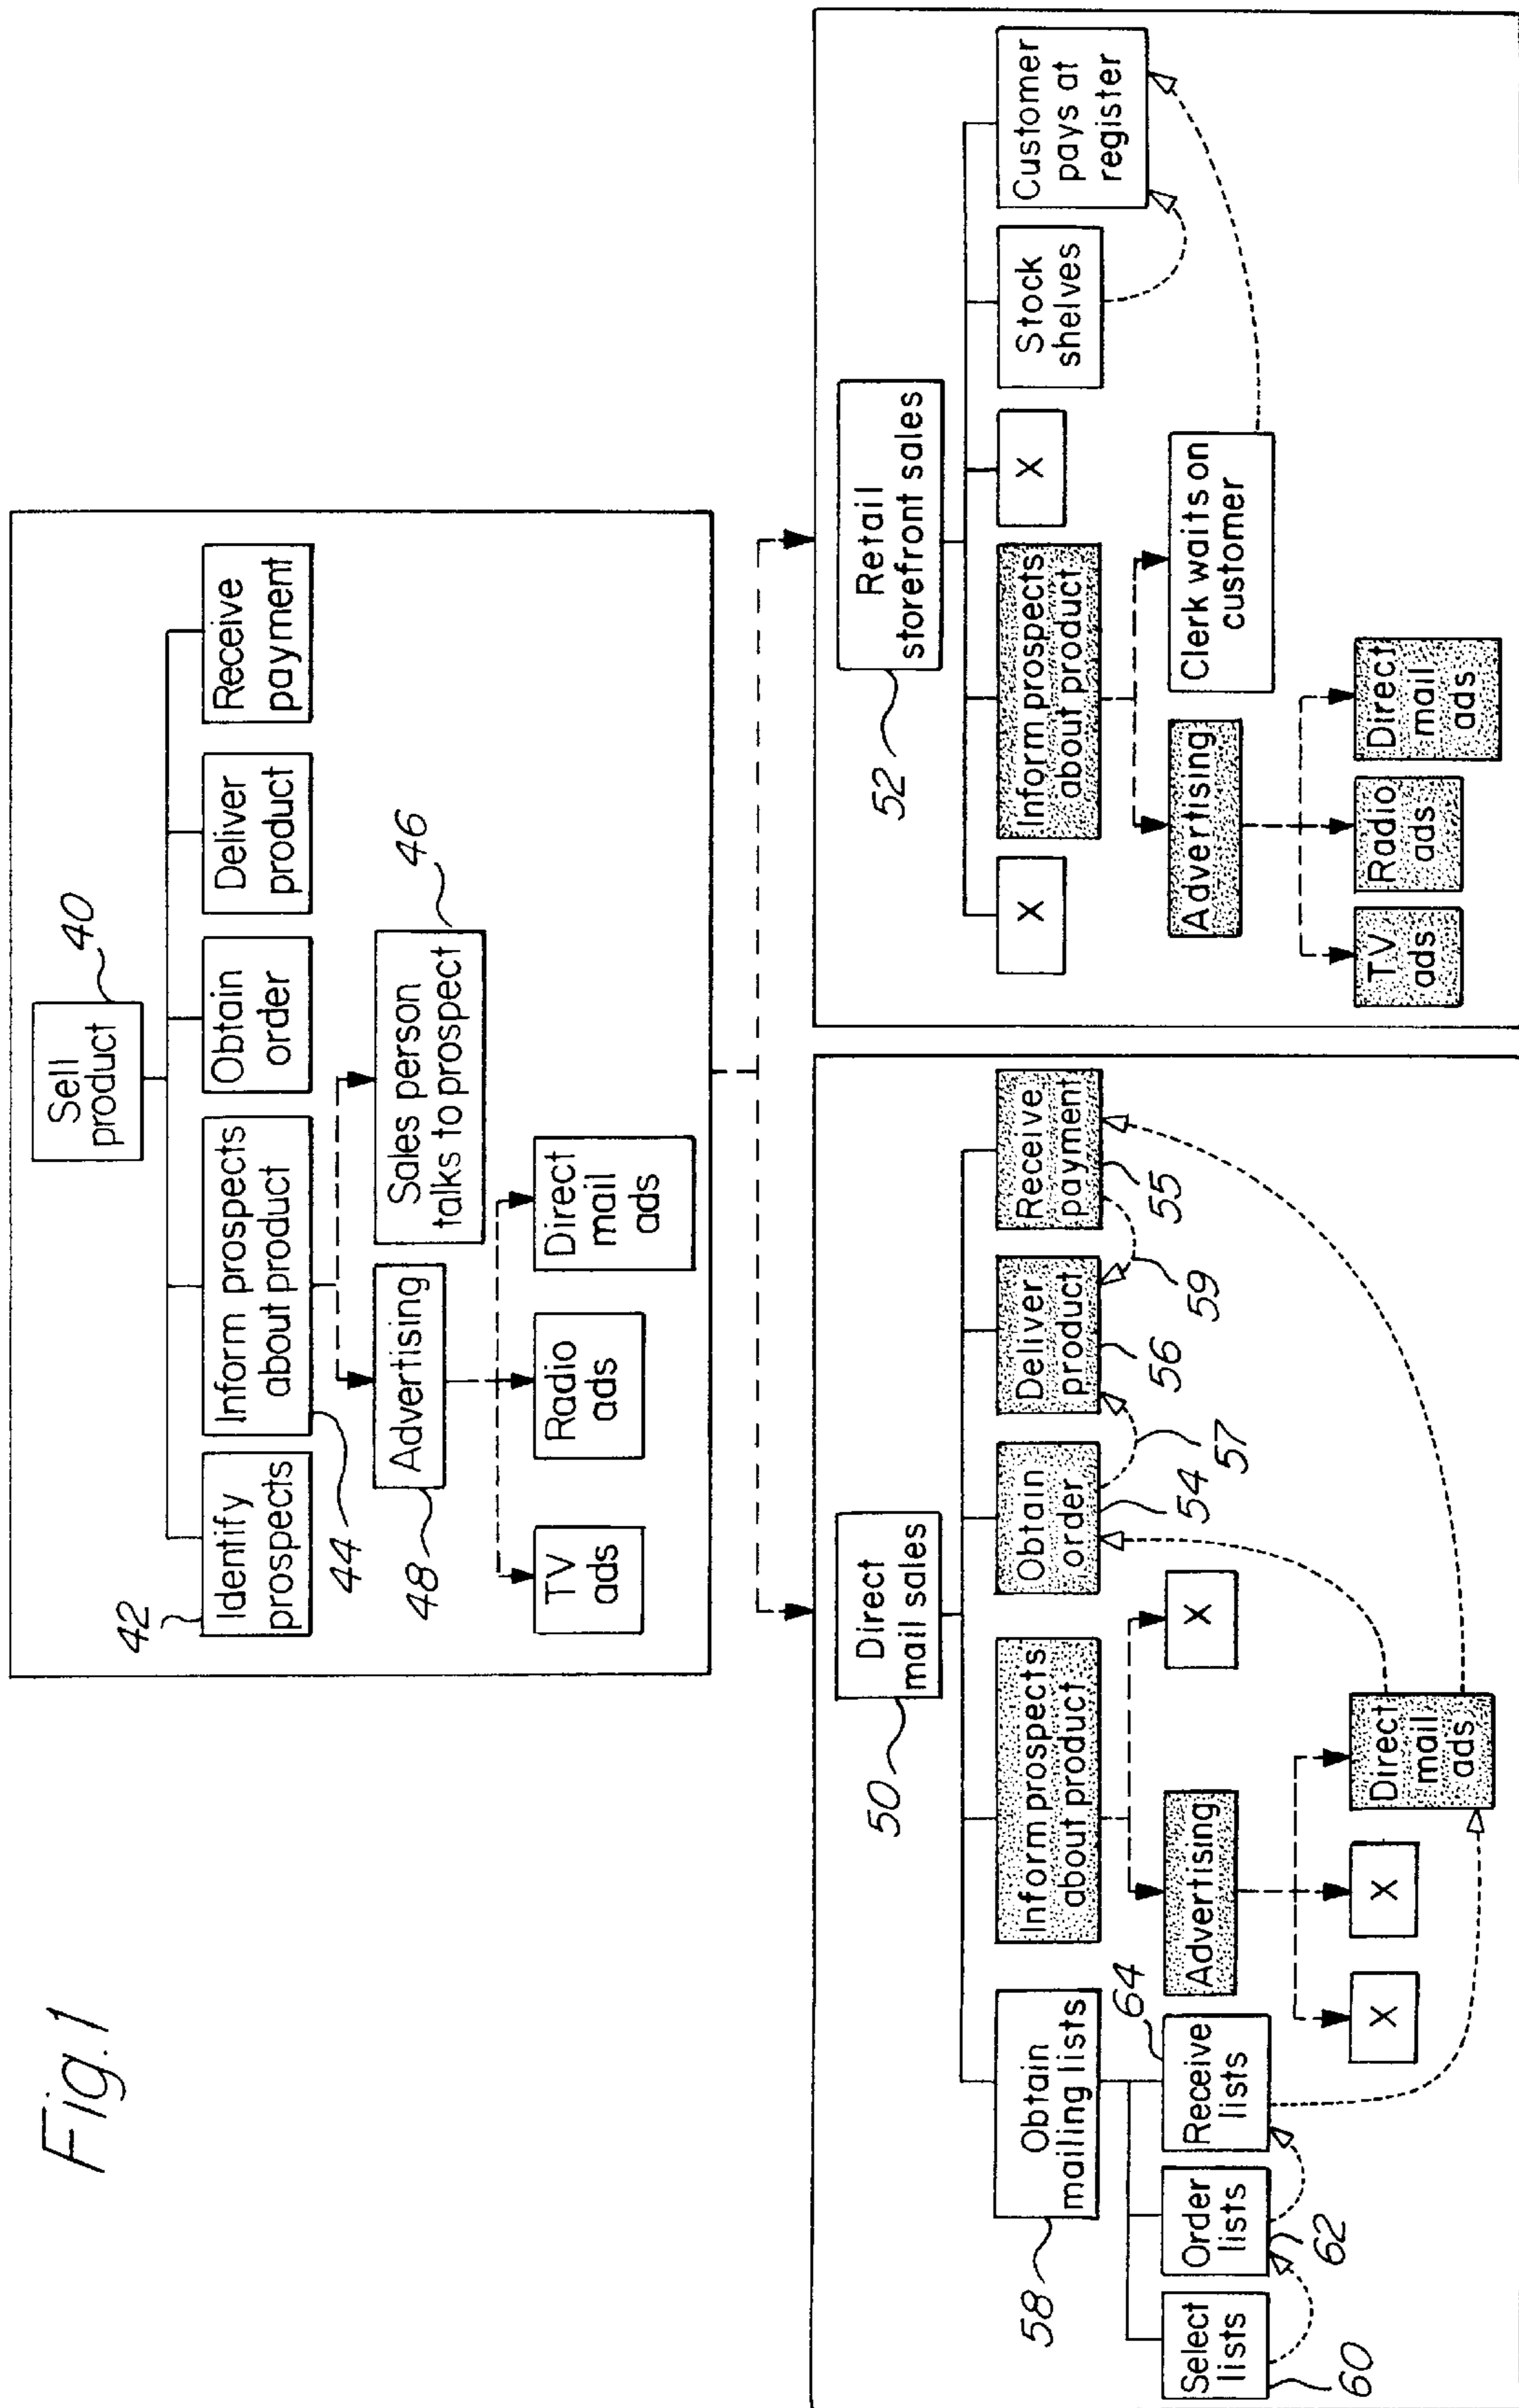 Fig.1
Sell
product
40
42
Identify
prospects
44
Inform prospects
about product
Obtain
order
Deliver
product
Receive
payment
48
Advertising
Sales person
talks to prospect
46
TV
ads
Radio
ads
Direct
mail
ads
50
Direct
mail sales
58
Obtain
mailing lists
Inform prospects
about product
Obtain
order
Deliver
product
Receive
payment
54
56
55
57
59
60
Select
lists
62
Order
lists
64
Receive
lists
Advertising
X
X
X
Direct
mail
ads
52
Retail
storefront sales
X
Inform prospects
about product
X
Stock
shelves
Customer
pays at
register
Advertising
Clerk waits on
customer
TV
ads
Radio
ads
Direct
mail
ads